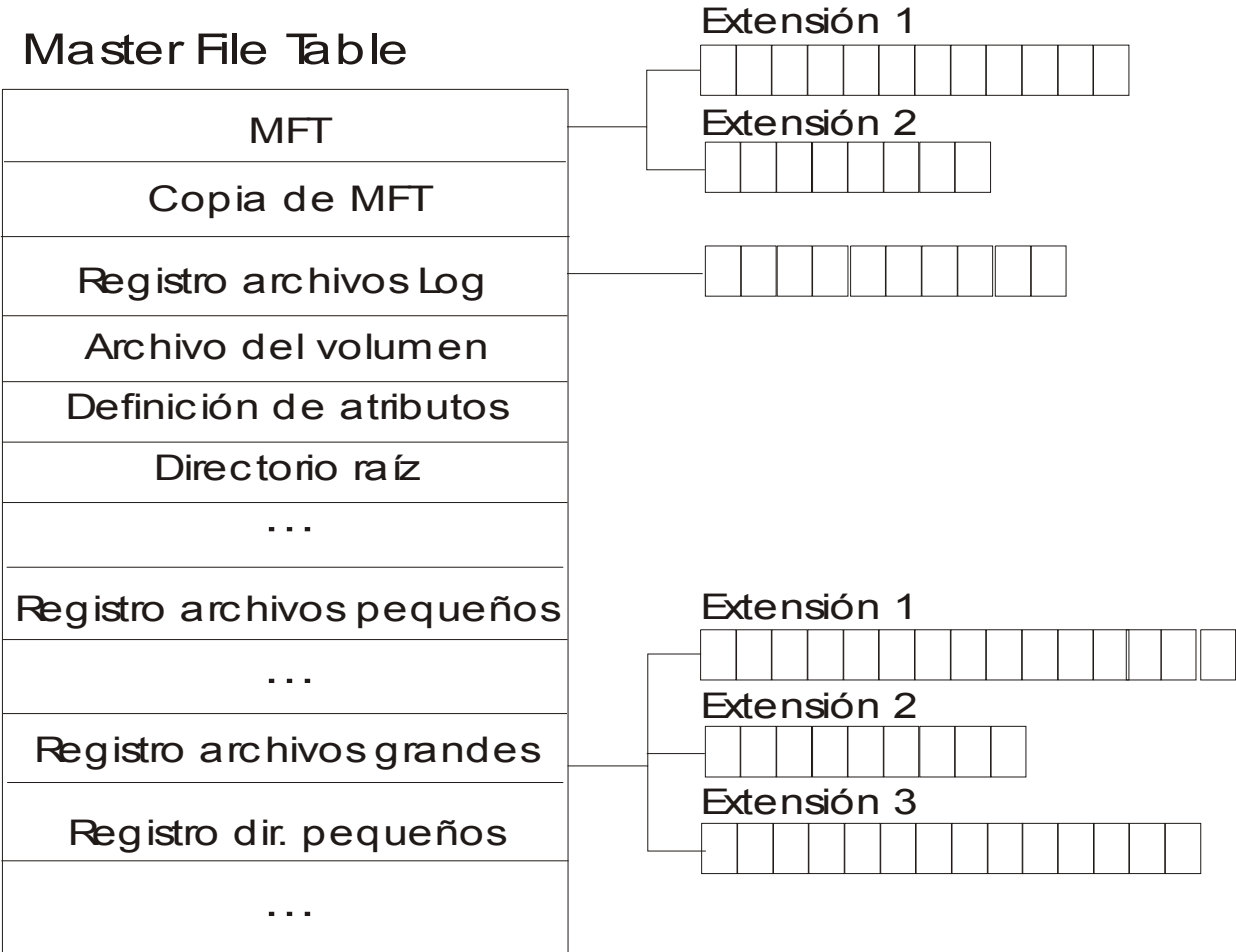 Master File Table
MFT
Copia de MFT
Registro archivos Log
Archivo del volumen
Definición de atributos
Directorio raíz
...
Registro archivos pequeños
...
Registro archivos grandes
Registro dir. pequeños
...
Extensión 1
Extensión 2
Extensión 1
Extensión 2
Extensión 3